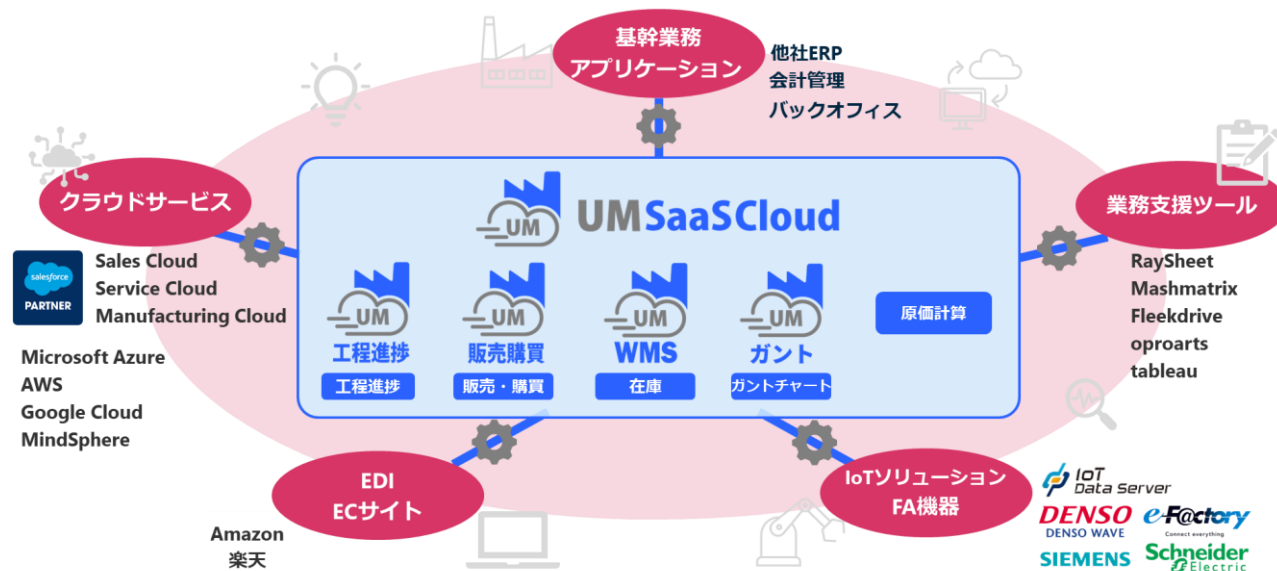 基幹業務
アプリケーション
他社ERP
会計管理
バックオフィス
クラウドサービス
salesforce
PARTNER
Sales Cloud
Service Cloud
Manufacturing Cloud
Microsoft Azure
AWS
Google Cloud
MindSphere
UM
UM SaaS Cloud
UM
工程進捗
工程進捗
UM
販売購買
販売・購買
UM
WMS
在庫
UM
ガント
ガントチャート
原価計算
業務支援ツール
RaySheet
Mashmatrix
Fleekdrive
oproarts
tableau
EDI
ECサイト
Amazon
楽天
IoTソリューション
FA機器
IoT
Data Server
DENSO
DENSO WAVE
e-F@ctory
Connect everything
SIEMENS
Schneider
Electric